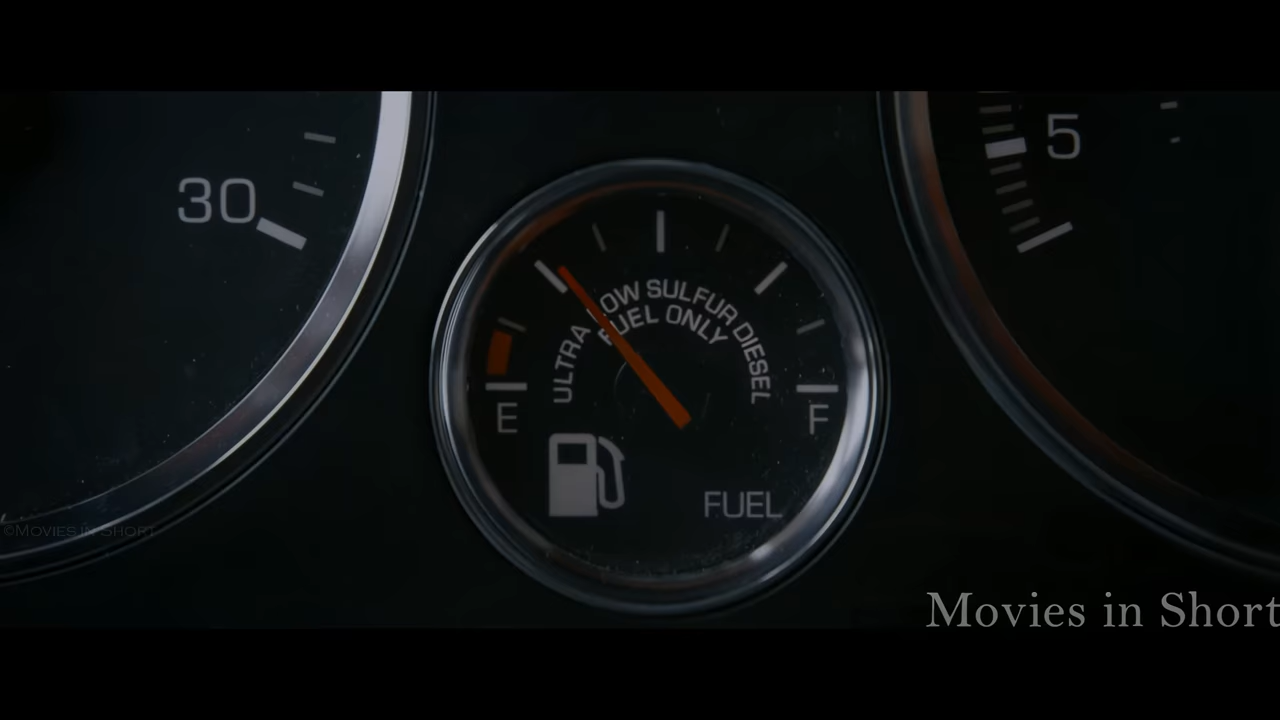 30
5
ULTRA LOW SULFUR DIESEL
FUEL ONLY
E
F
FUEL
©MOVIES IN SHORT
Movies in Short